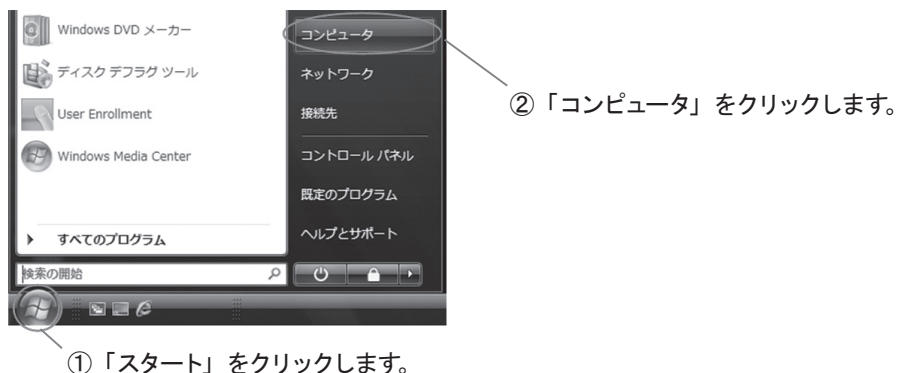 Windows DVD メーカー
ディスク デフラグ ツール
User Enrollment
Windows Media Center
すべてのプログラム
検索の開始
コンピュータ
ネットワーク
接続先
コントロール パネル
既定のプログラム
ヘルプとサポート
②「コンピュータ」をクリックします。
①「スタート」をクリックします。